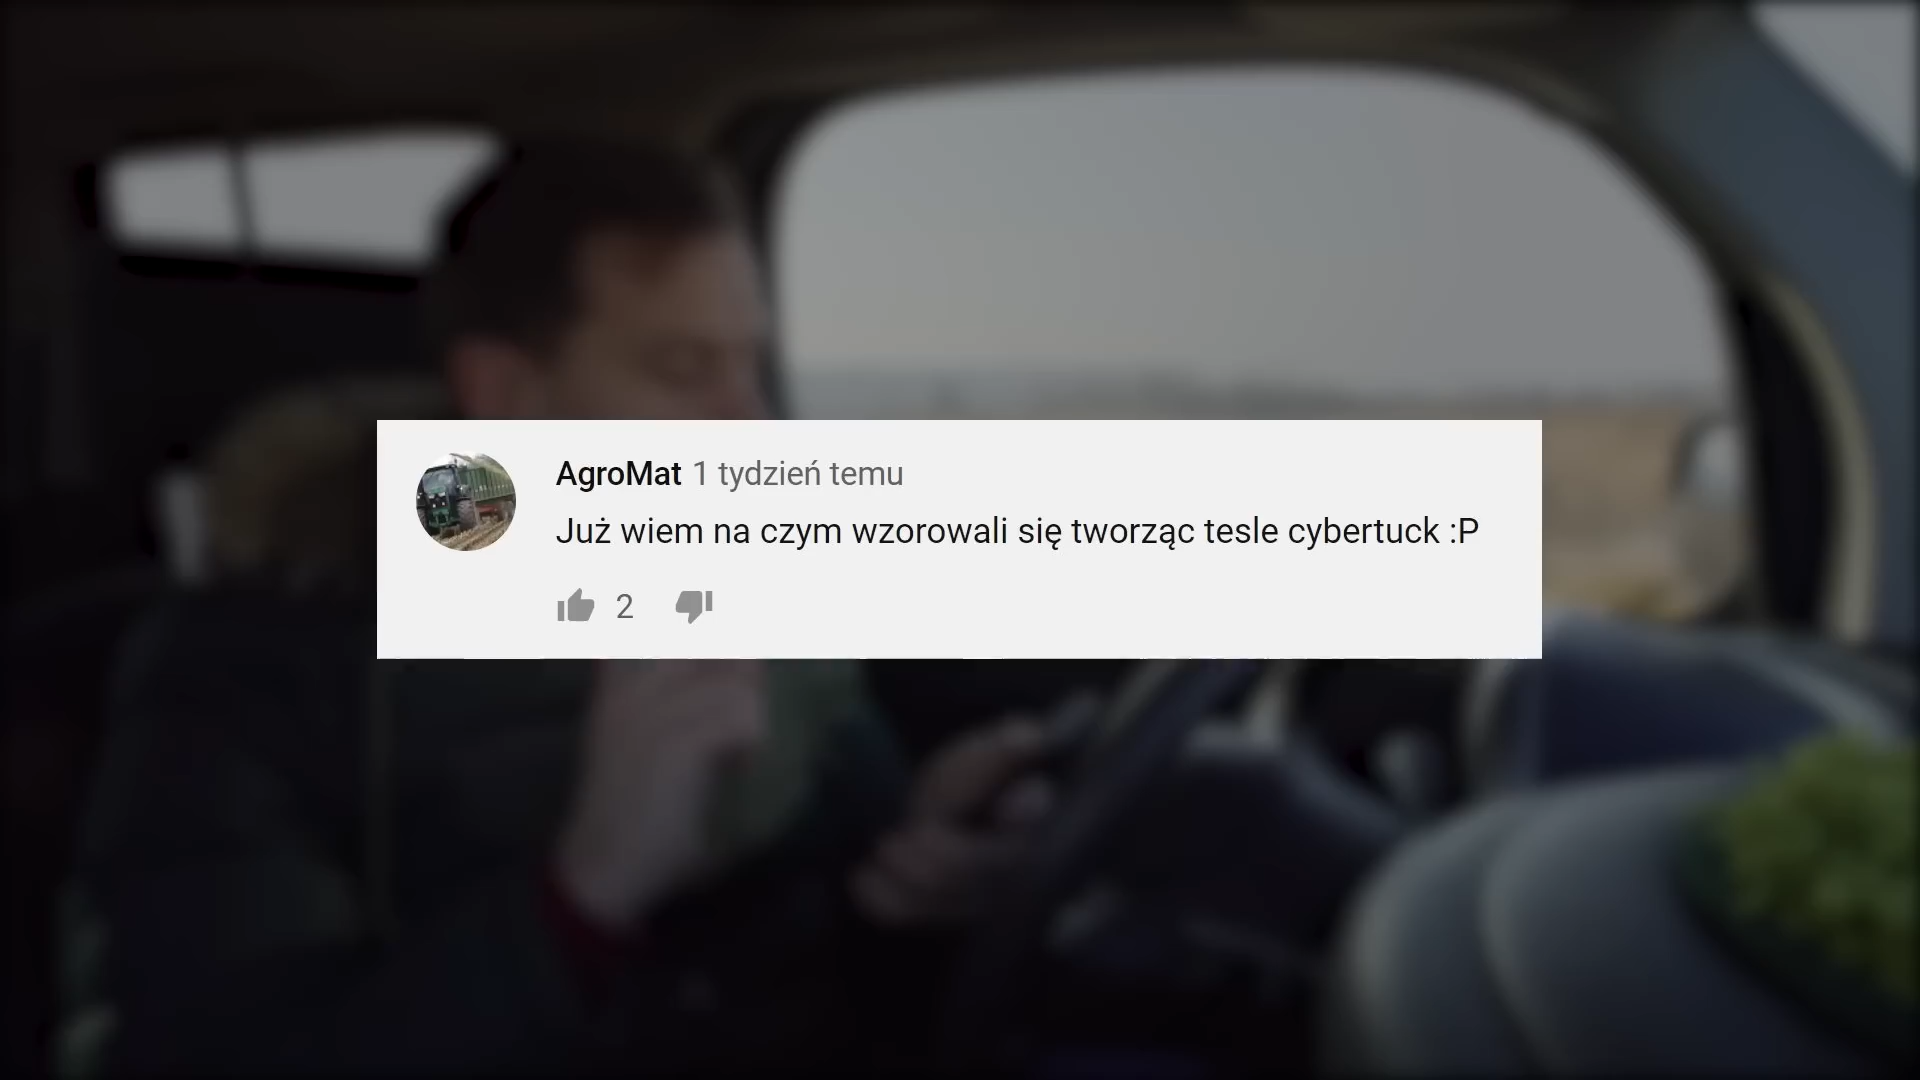 AgroMat 1 tydzień temu
Już wiem na czym wzorowali się tworząc tesle cybertuck :P
2